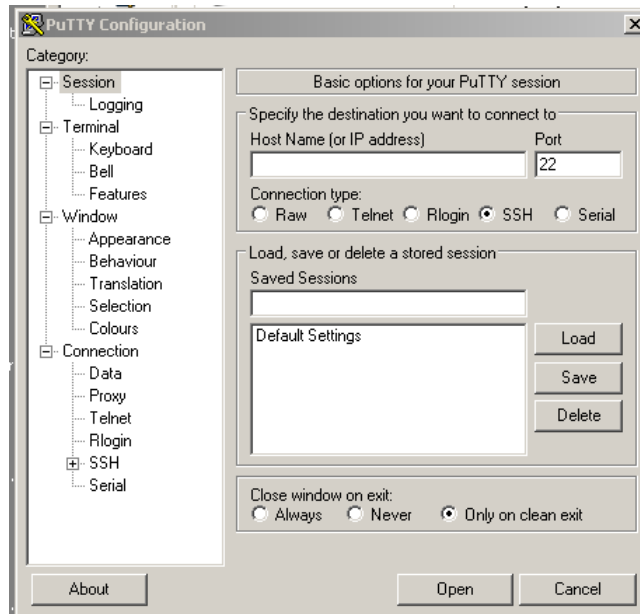 PuTTY Configuration
Category:
Session
Logging
Terminal
Keyboard
Bell
Features
Window
Appearance
Behaviour
Translation
Selection
Colours
Connection
Data
Proxy
Telnet
Rlogin
SSH
Serial
Basic options for your PuTTY session
Specify the destination you want to connect to
Host Name (or IP address) Port
22
Connection type:
Raw Telnet Rlogin SSH Serial
Load, save or delete a stored session
Saved Sessions
Default Settings
Load
Save
Delete
Close window on exit:
Always Never Only on clean exit
About Open Cancel